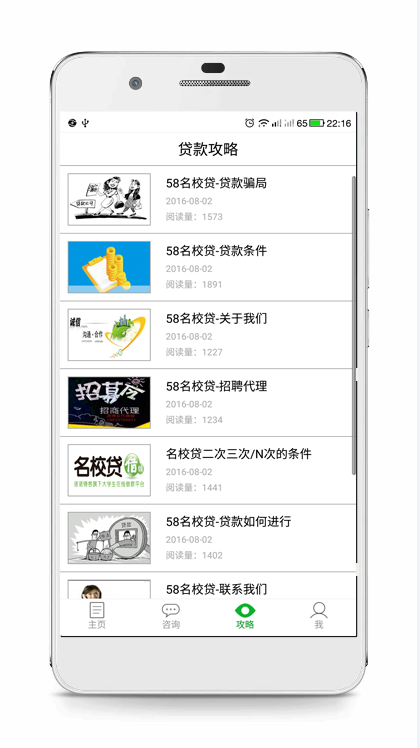 65 22:16
贷款攻略
58名校贷-贷款骗局
2016-08-02
阅读量：1573
58名校贷-贷款条件
2016-08-02
阅读量：1891
诚信
沟通·合作
58名校贷-关于我们
2016-08-02
阅读量：1227
招募令
招商代理
58名校贷-招聘代理
2016-08-02
阅读量：1234
名校贷
名校贷二次三次/N次的条件
2016-08-02
阅读量：1441
贷款
58名校贷-贷款如何进行
2016-08-02
阅读量：1402
58名校贷-联系我们
主页 咨询 攻略 我